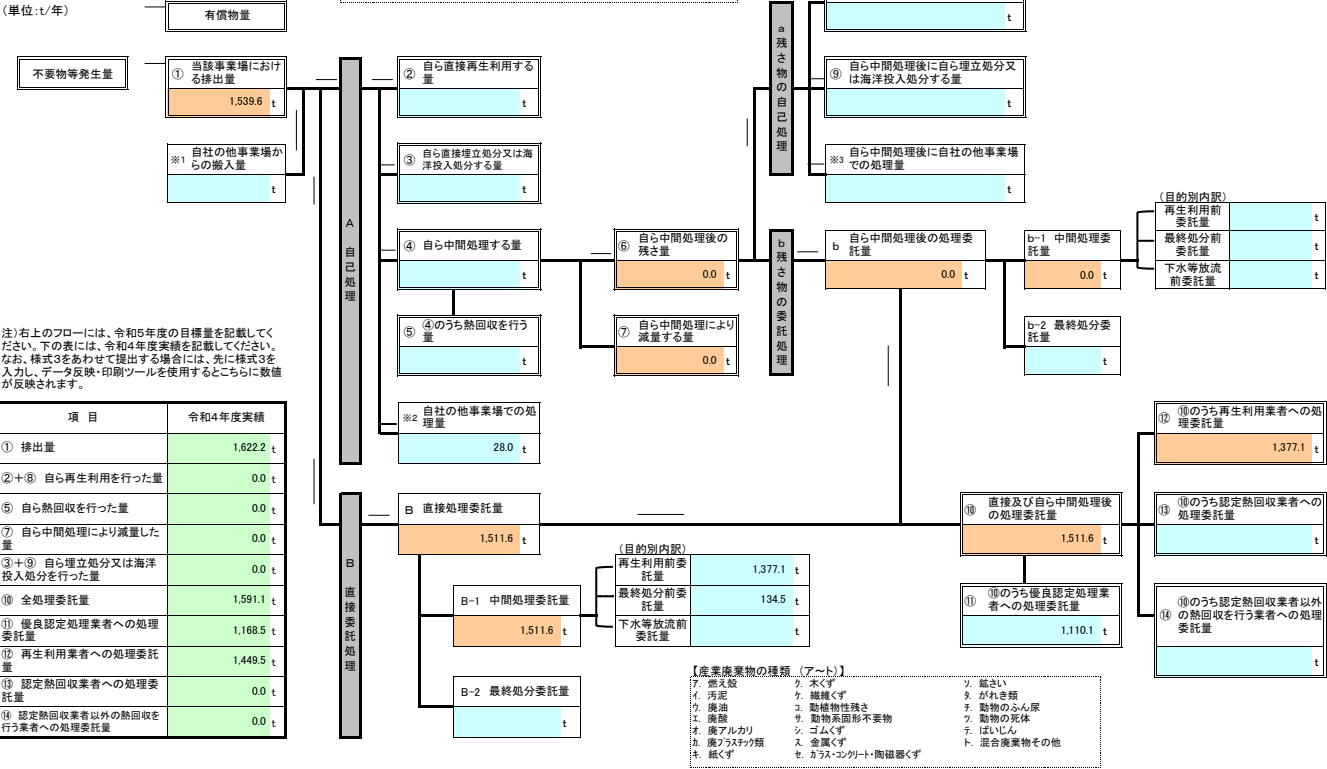 (単位:t/年)
有償物量
t
不要物等発生量
① 当該事業場におけ
る排出量
1,539.6 t
※1 自社の他事業場か
らの搬入量
t
A 自己処理
② 自ら直接再生利用する
量
t
③ 自ら直接埋立処分又は海
洋投入処分する量
t
④ 自ら中間処理する量
t
⑤ ④のうち熱回収を行う
量
t
※2 自社の他事業場での処
理量
28.0 t
⑥ 自ら中間処理後の
残さ量
0.0 t
⑦ 自ら中間処理により
減量する量
0.0 t
a 残さ物の自己処理
⑨ 自ら中間処理後に自ら埋立処分又
は海洋投入処分する量
t
※3 自ら中間処理後に自社の他事業場
での処理量
t
b 残さ物の委託処理
b 自ら中間処理後の処理委
託量
0.0 t
b-1 中間処理委
託量
0.0 t
(目的別内訳)
再生利用前
委託量
t
最終処分前
委託量
t
下水等放流
前委託量
t
b-2 最終処分委
託量
t
注)右上のフローには、令和5年度の目標量を記載してく
ださい。下の表には、令和4年度実績を記載してください。
なお、様式3をあわせて提出する場合には、先に様式3を
入力し、データ反映・印刷ツールを使用するとこちらに数値
が反映されます。
項 目 令和4年度実績
① 排出量 1,622.2 t
②+⑧ 自ら再生利用を行った量 0.0 t
⑤ 自ら熱回収を行った量 0.0 t
⑦ 自ら中間処理により減量した
量 0.0 t
③+⑨ 自ら埋立処分又は海洋
投入処分を行った量 0.0 t
⑩ 全処理委託量 1,591.1 t
⑪ 優良認定処理業者への処理
委託量 1,168.5 t
⑫ 再生利用業者への処理委託
量 1,449.5 t
⑬ 認定熱回収業者への処理委
託量 0.0 t
⑭ 認定熱回収業者以外の熱回収を
行う業者への処理委託量 0.0 t
B 直接委託処理
B 直接処理委託量
1,511.6 t
B-1 中間処理委託量
1,511.6 t
(目的別内訳)
再生利用前委
託量
1,377.1 t
最終処分前委
託量
134.5 t
下水等放流前
委託量
B-2 最終処分委託量
t
⑩ 直接及び自ら中間処理後
の処理委託量
1,511.6 t
⑪ ⑩のうち優良認定処理業
者への処理委託量
1,110.1 t
⑫ ⑩のうち再生利用業者への処
理委託量
1,377.1 t
⑬ ⑩のうち認定熱回収業者への
処理委託量
t
⑭ ⑩のうち認定熱回収業者以外
の熱回収を行う業者への処理
委託量
t
【産業廃棄物の種類 (ア~ト)】
ア. 燃え殻 ク. 木くず ソ. 鉱さい
イ. 汚泥 ケ. 繊維くず タ. がれき類
ウ. 廃油 コ. 動植物性残さ チ. 動物のふん尿
エ. 廃酸 サ. 動物系固形不要物 ツ. 動物の死体
オ. 廃アルカリ シ. ゴムくず テ. ばいじん
カ. 廃プラスチック類 ス. 金属くず ト. 混合廃棄物その他
キ. 紙くず セ. ガラス・コンクリート・陶磁器くず